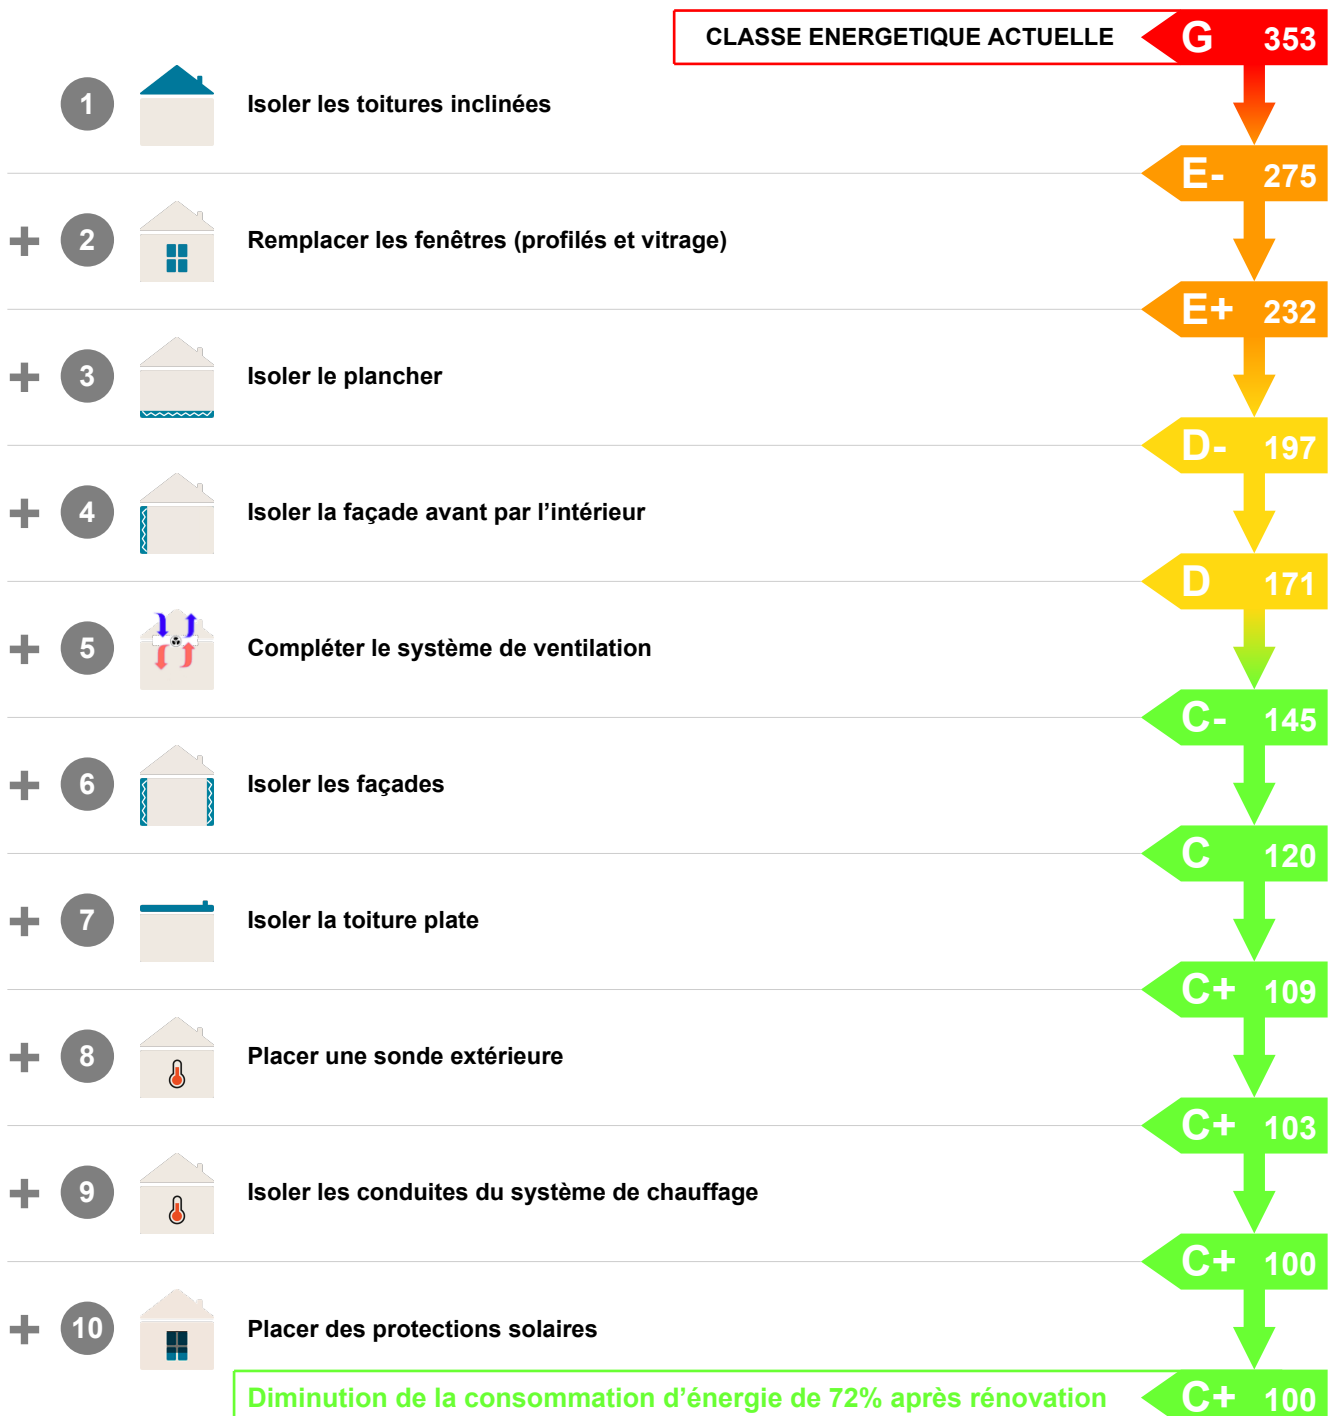 CLASSE ENERGETIQUE ACTUELLE G 353
1 Isoler les toitures inclinées
E- 275
+ 2 Remplacer les fenêtres (profilés et vitrage)
E+ 232
+ 3 Isoler le plancher
D- 197
+ 4 Isoler la façade avant par l’intérieur
D 171
+ 5 Compléter le système de ventilation
C- 145
+ 6 Isoler les façades
C 120
+ 7 Isoler la toiture plate
C+ 109
+ 8 Placer une sonde extérieure
C+ 103
+ 9 Isoler les conduites du système de chauffage
C+ 100
+ 10 Placer des protections solaires
Diminution de la consommation d’énergie de 72% après rénovation C+ 100